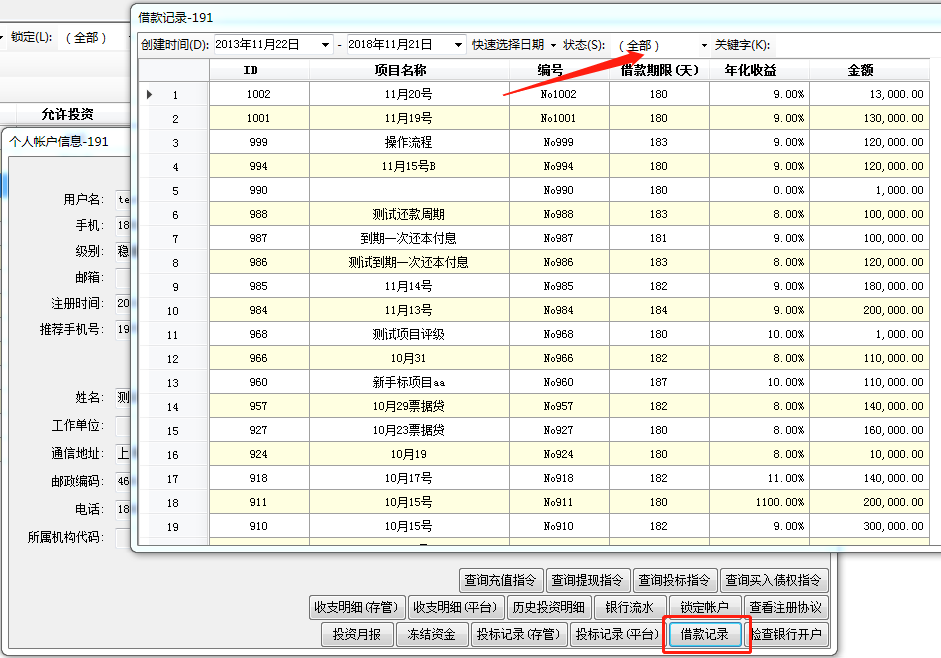 锁定(L): （全部）
允许投资
借款记录-191
创建时间(D): 2013年11月22日 - 2018年11月21日 快速选择日期 状态(S): （全部） 关键字(K):
ID 项目名称 编号 借款期限(天) 年化收益 金额
1 1002 11月20号 No1002 180 9.00% 13,000.00
2 1001 11月19号 No1001 180 9.00% 130,000.00
3 999 操作流程 No999 183 9.00% 120,000.00
4 994 11月15号B No994 180 9.00% 120,000.00
5 990 No990 180 0.00% 1,000.00
6 988 测试还款周期 No988 183 8.00% 100,000.00
7 987 到期一次还本付息 No987 181 9.00% 100,000.00
8 986 测试到期一次还本付息 No986 183 8.00% 120,000.00
9 985 11月14号 No985 182 9.00% 180,000.00
10 984 11月13号 No984 184 9.00% 200,000.00
11 968 测试项目评级 No968 180 10.00% 1,000.00
12 966 10月31 No966 182 8.00% 110,000.00
13 960 新手标项目aa No960 187 10.00% 110,000.00
14 957 10月29票据贷 No957 182 8.00% 140,000.00
15 927 10月23票据贷 No927 180 8.00% 160,000.00
16 924 10月19 No924 180 8.00% 10,000.00
17 918 10月17号 No918 182 11.00% 140,000.00
18 911 10月15号 No911 180 1100.00% 200,000.00
19 910 10月15号 No910 182 9.00% 300,000.00
个人帐户信息-191
用户名: te
手机: 18
级别: 稳
邮箱:
注册时间: 20
推荐手机号: 19
姓名: 测
工作单位:
通信地址: 上
邮政编码: 46
电话: 18
所属机构代码:
查询充值指令 查询提现指令 查询投标指令 查询买入债权指令
收支明细(存管) 收支明细(平台) 历史投资明细 银行流水 锁定帐户 查看注册协议
投资月报 冻结资金 投标记录(存管) 投标记录(平台) 借款记录 检查银行开户